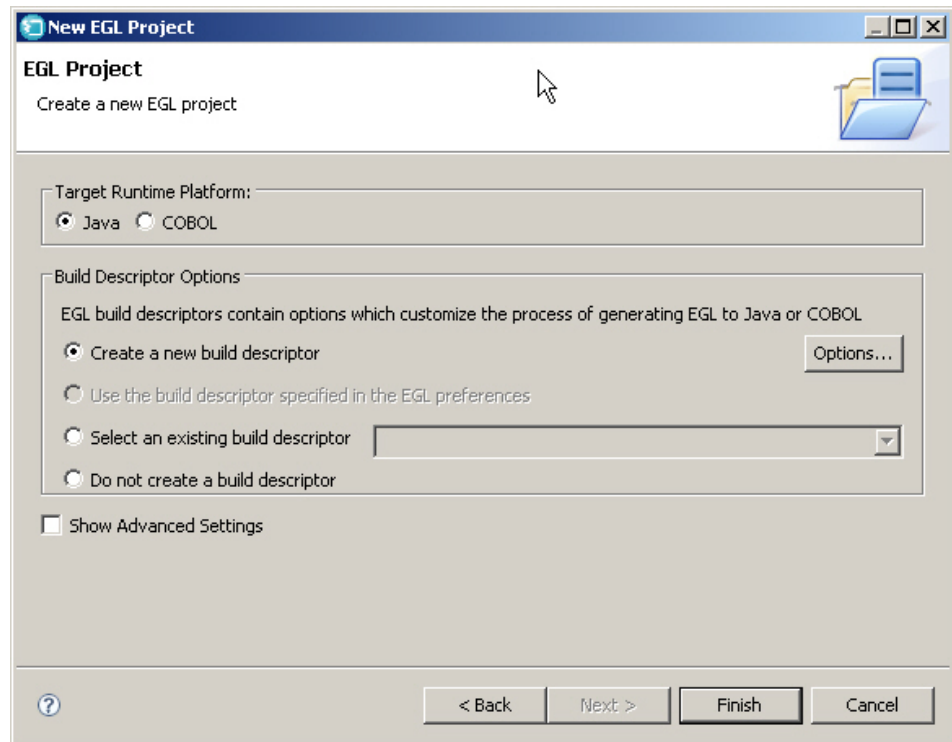 New EGL Project
EGL Project
Create a new EGL project
Target Runtime Platform:
Java COBOL
Build Descriptor Options
EGL build descriptors contain options which customize the process of generating EGL to Java or COBOL
Create a new build descriptor Options...
Use the build descriptor specified in the EGL preferences
Select an existing build descriptor
Do not create a build descriptor
Show Advanced Settings
? < Back Next > Finish Cancel